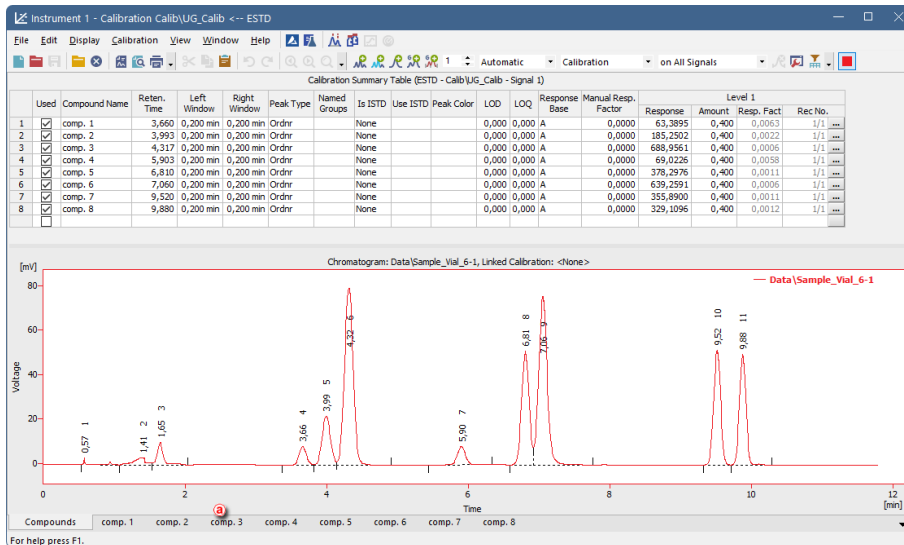 Instrument 1 - Calibration Calib\UG_Calib <-- ESTD
File Edit Display Calibration View Window Help
1 Automatic Calibration on All Signals
Calibration Summary Table (ESTD - Calib\UG_Calib - Signal 1)
Used Compound Name Reten. Time Left Window Right Window Peak Type Named Groups Is ISTD Use ISTD Peak Color LOD LOQ Response Base Manual Resp. Factor Level 1
Response Amount Resp. Fact Rec No.
1 comp. 1 3,660 0,200 min 0,200 min Ordnr None 0,000 0,000 A 0,0000 63,3895 0,400 0,0063 1/1 ...
2 comp. 2 3,993 0,200 min 0,200 min Ordnr None 0,000 0,000 A 0,0000 185,2502 0,400 0,0022 1/1 ...
3 comp. 3 4,317 0,200 min 0,200 min Ordnr None 0,000 0,000 A 0,0000 688,9561 0,400 0,0006 1/1 ...
4 comp. 4 5,903 0,200 min 0,200 min Ordnr None 0,000 0,000 A 0,0000 69,0226 0,400 0,0058 1/1 ...
5 comp. 5 6,810 0,200 min 0,200 min Ordnr None 0,000 0,000 A 0,0000 378,2976 0,400 0,0011 1/1 ...
6 comp. 6 7,060 0,200 min 0,200 min Ordnr None 0,000 0,000 A 0,0000 639,2591 0,400 0,0006 1/1 ...
7 comp. 7 9,520 0,200 min 0,200 min Ordnr None 0,000 0,000 A 0,0000 355,8900 0,400 0,0011 1/1 ...
8 comp. 8 9,880 0,200 min 0,200 min Ordnr None 0,000 0,000 A 0,0000 329,1096 0,400 0,0012 1/1 ...
Chromatogram: Data\Sample_Vial_6-1, Linked Calibration: <None>
[mV]
Data\Sample_Vial_6-1
80
60
40
20
0
Voltage
0,57 1
1,41 2
1,65 3
3,66 4
3,99 5
4,32 6
5,90 7
6,81 8
7,06 9
9,52 10
9,88 11
0 2 4 6 8 10 12
Time
[min]
a
Compounds comp. 1 comp. 2 comp. 3 comp. 4 comp. 5 comp. 6 comp. 7 comp. 8
For help press F1.